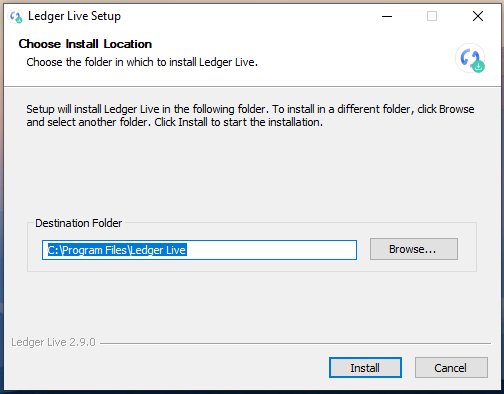 Ledger Live Setup
Choose Install Location
Choose the folder in which to install Ledger Live.
Setup will install Ledger Live in the following folder. To install in a different folder, click Browse
and select another folder. Click Install to start the installation.
Destination Folder
C:\Program Files\Ledger Live
Browse...
Ledger Live 2.9.0
Install
Cancel